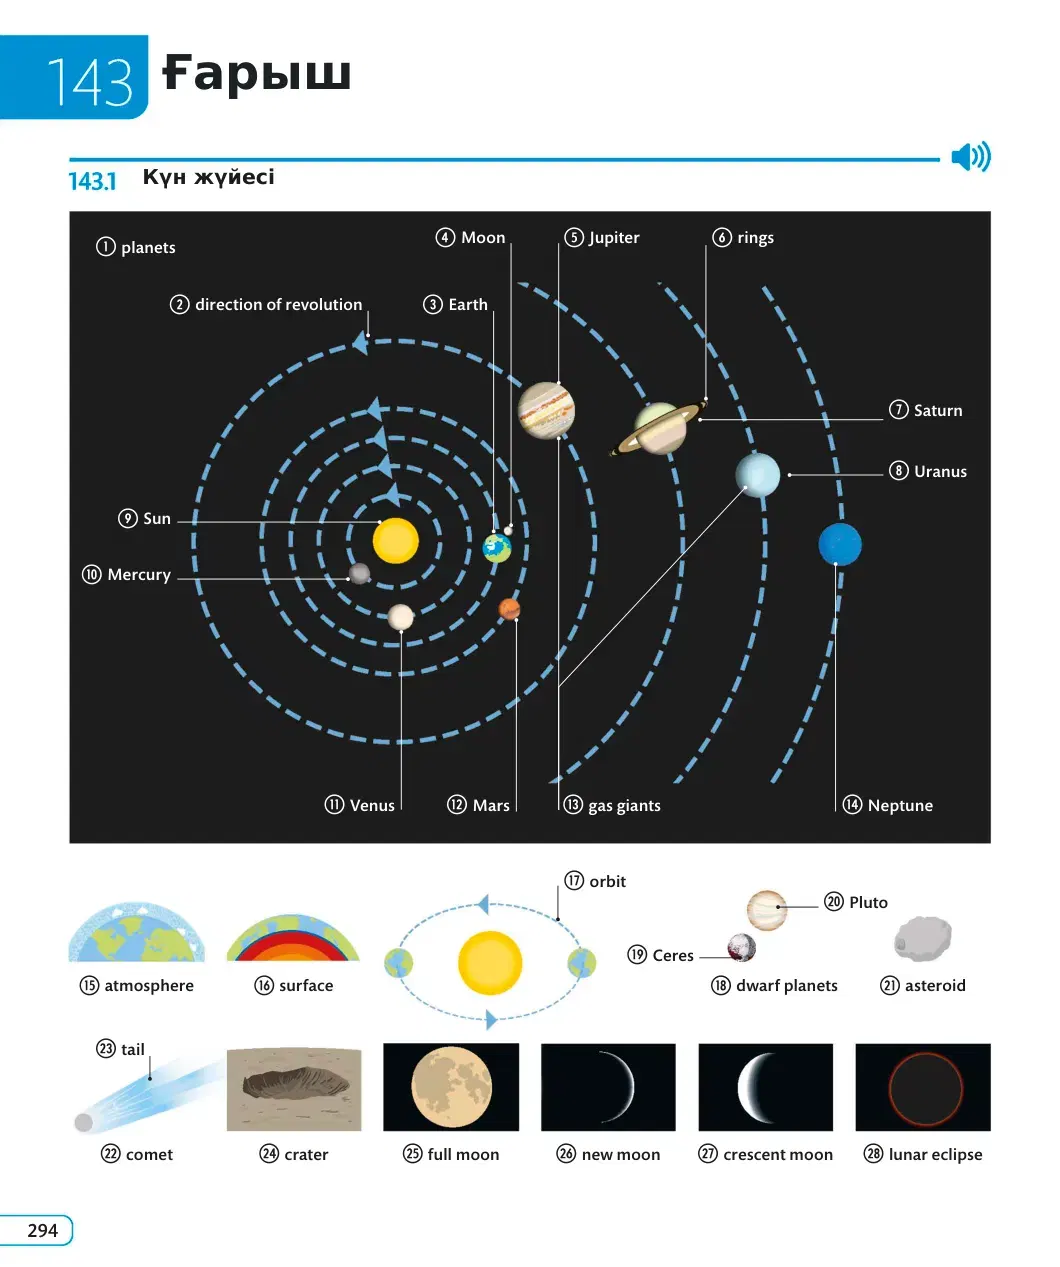 143 Ғарыш
143.1 Күн жүйесі
① planets
④ Moon
⑤ Jupiter
⑥ rings
② direction of revolution
③ Earth
⑦ Saturn
⑧ Uranus
⑨ Sun
⑩ Mercury
⑪ Venus
⑫ Mars
⑬ gas giants
⑭ Neptune
⑰ orbit
⑳ Pluto
⑲ Ceres
⑮ atmosphere
⑯ surface
⑱ dwarf planets
㉑ asteroid
㉓ tail
㉒ comet
㉔ crater
㉕ full moon
㉖ new moon
㉗ crescent moon
㉘ lunar eclipse
294